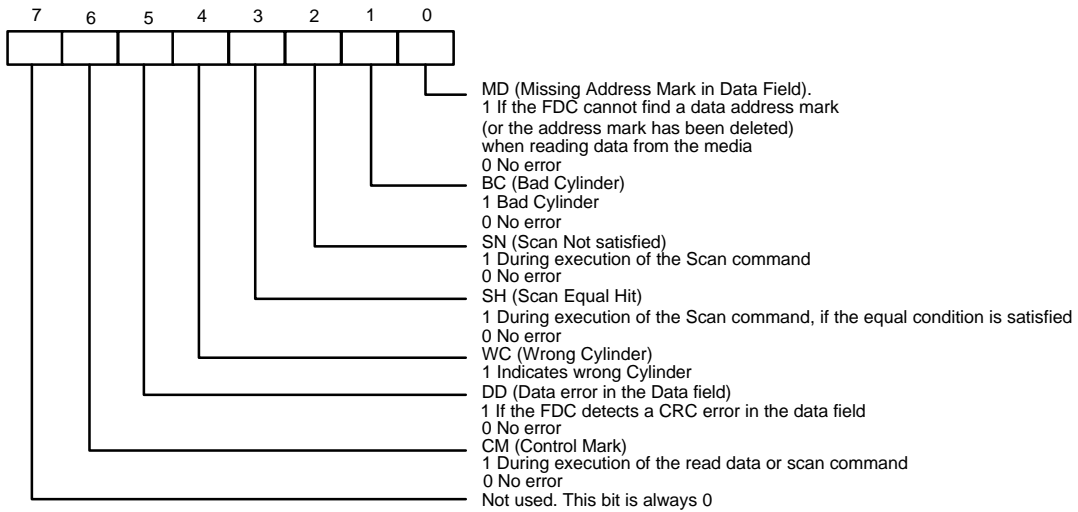 7 6 5 4 3 2 1 0
MD (Missing Address Mark in Data Field).
1 If the FDC cannot find a data address mark
(or the address mark has been deleted)
when reading data from the media
0 No error
BC (Bad Cylinder)
1 Bad Cylinder
0 No error
SN (Scan Not satisfied)
1 During execution of the Scan command
0 No error
SH (Scan Equal Hit)
1 During execution of the Scan command, if the equal condition is satisfied
0 No error
WC (Wrong Cylinder)
1 Indicates wrong Cylinder
DD (Data error in the Data field)
1 If the FDC detects a CRC error in the data field
0 No error
CM (Control Mark)
1 During execution of the read data or scan command
0 No error
Not used. This bit is always 0